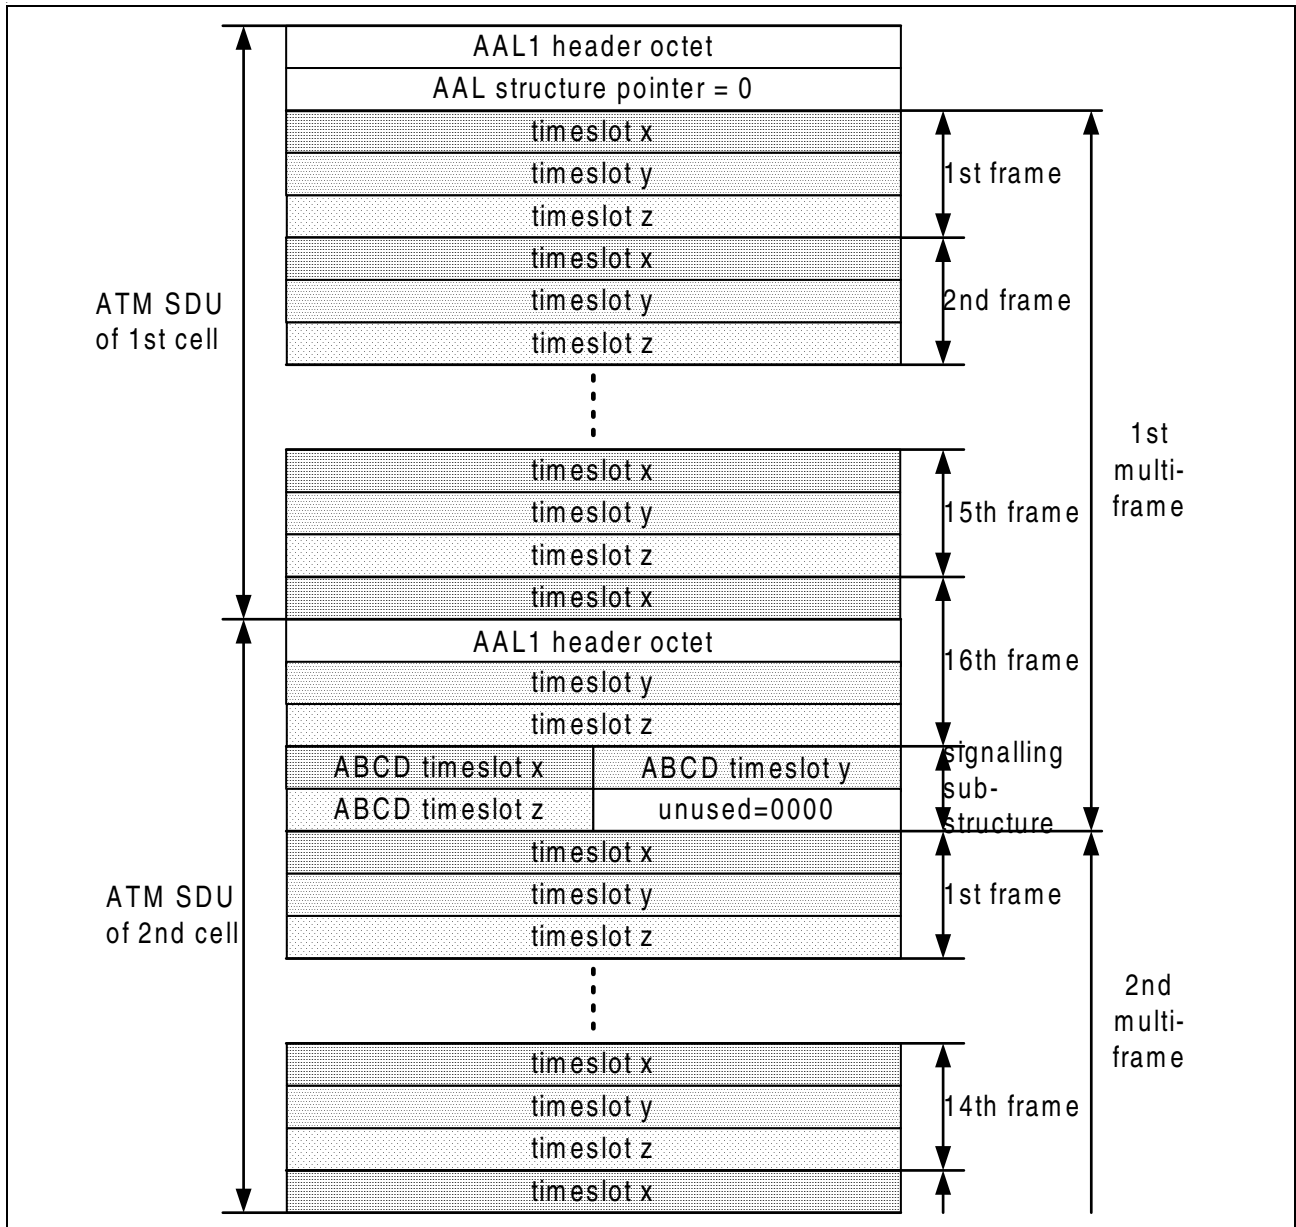 AAL1 header octet
AAL structure pointer = 0
timeslot x
timeslot y
1st frame
timeslot z
timeslot x
timeslot y
2nd frame
ATM SDU
of 1st cell
timeslot z
1st
multi-
frame
timeslot x
timeslot y
15th frame
timeslot z
timeslot x
AAL1 header octet
16th frame
timeslot y
timeslot z
signalling
sub-
structure
ABCD timeslot x
ABCD timeslot y
ABCD timeslot z
unused=0000
timeslot x
timeslot y
1st frame
ATM SDU
of 2nd cell
timeslot z
2nd
multi-
frame
timeslot x
timeslot y
14th frame
timeslot z
timeslot x